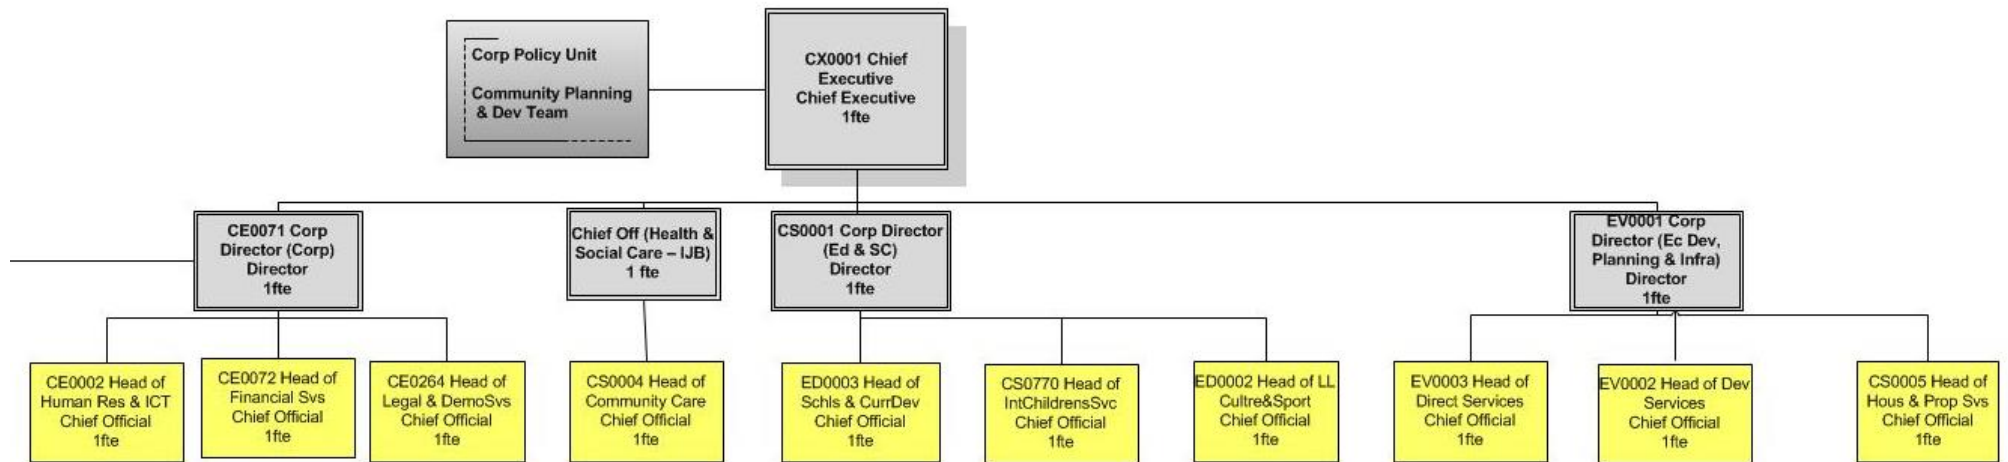 Corp Policy Unit
Community Planning
& Dev Team
CX0001 Chief
Executive
Chief Executive
1fte
CE0071 Corp
Director (Corp)
Director
1fte
Chief Off (Health &
Social Care – IJB)
1 fte
CS0001 Corp Director
(Ed & SC)
Director
1fte
EV0001 Corp
Director (Ec Dev,
Planning & Infra)
Director
1fte
CE0002 Head of
Human Res & ICT
Chief Official
1fte
CE0072 Head of
Financial Svs
Chief Official
1fte
CE0264 Head of
Legal & DemoSvs
Chief Official
1fte
CS0004 Head of
Community Care
Chief Official
1fte
ED0003 Head of
Schls & CurrDev
Chief Official
1fte
CS0770 Head of
IntChildrensSvc
Chief Official
1fte
ED0002 Head of LL
Cultre&Sport
Chief Official
1fte
EV0003 Head of
Direct Services
Chief Official
1fte
EV0002 Head of Dev
Services
Chief Official
1fte
CS0005 Head of
Hous & Prop Svs
Chief Official
1fte